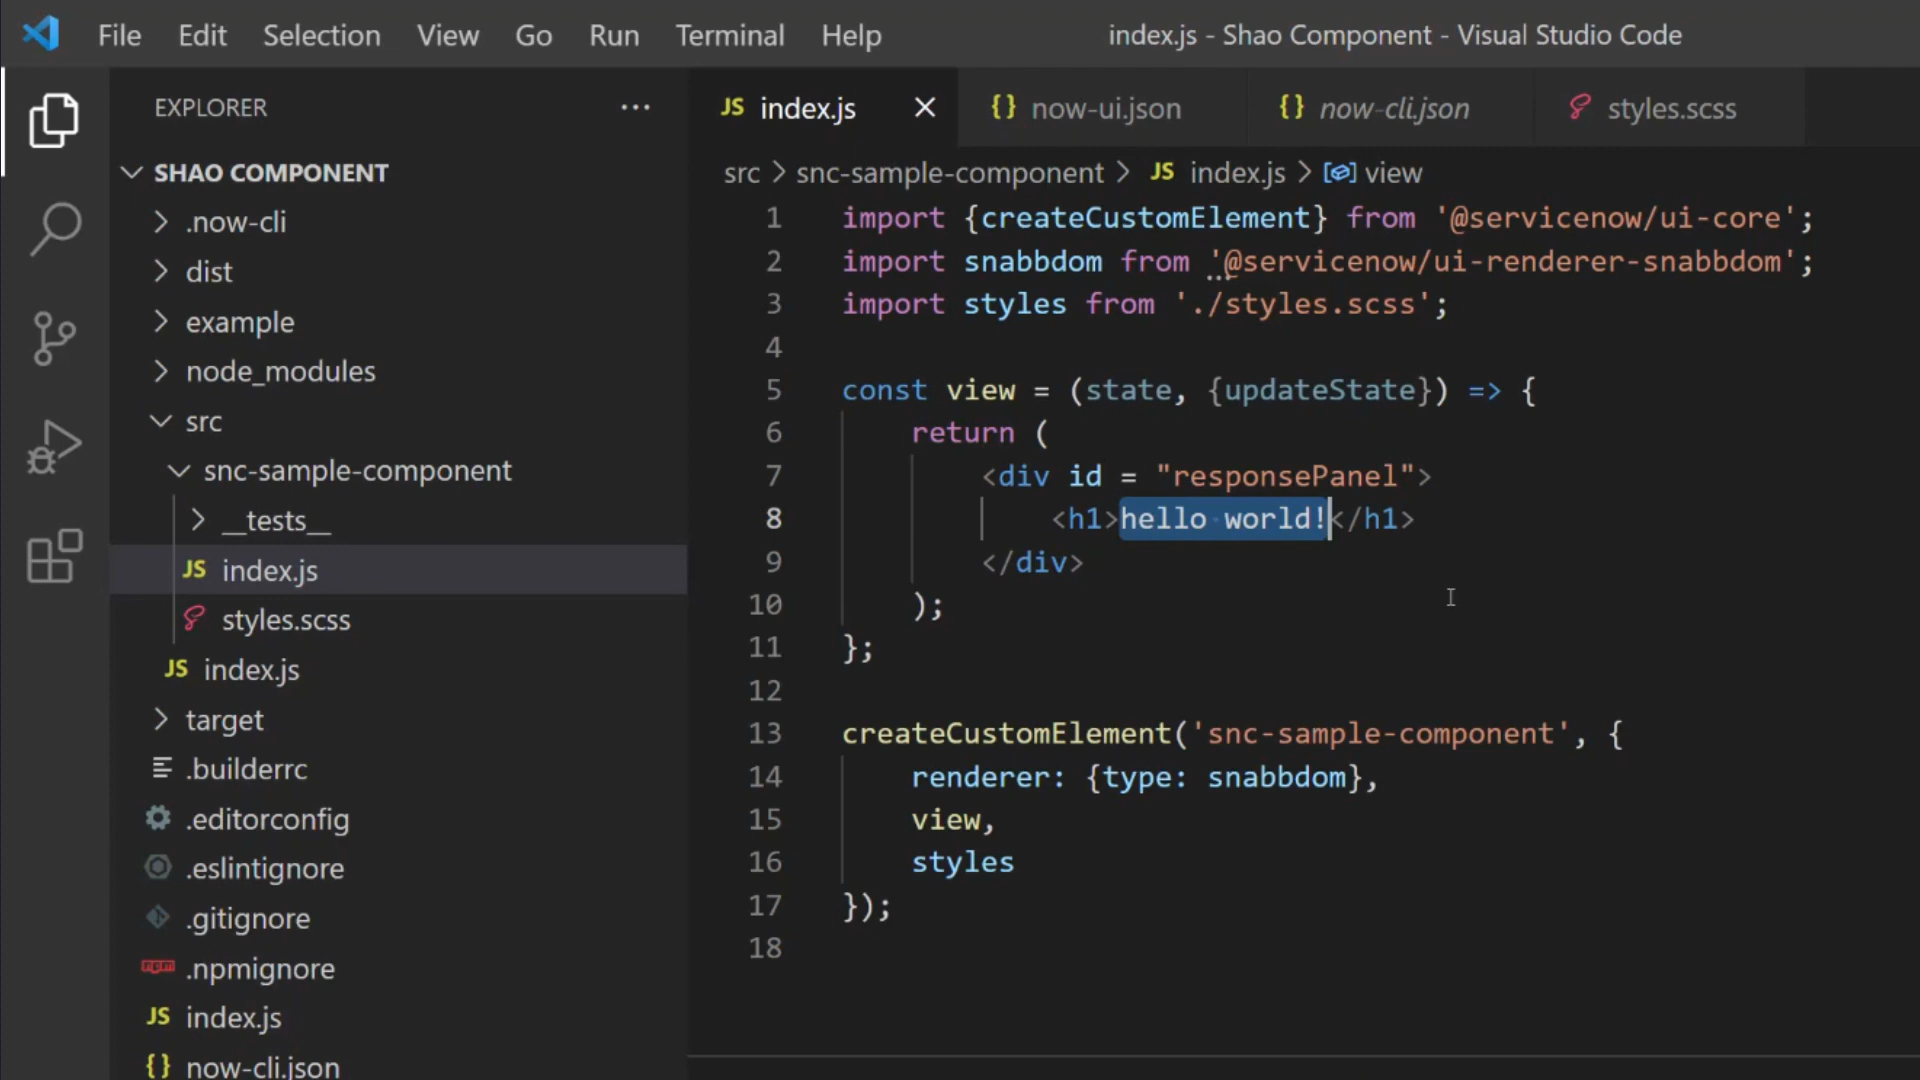 File Edit Selection View Go Run Terminal Help index.js - Shao Component - Visual Studio Code
EXPLORER ···
SHAO COMPONENT
> .now-cli
> dist
> example
> node_modules
src
snc-sample-component
> __tests__
JS index.js
styles.scss
JS index.js
> target
.builderrc
.editorconfig
.eslintignore
.gitignore
npm .npmignore
JS index.js
{} now-cli.json
JS index.js × {} now-ui.json {} now-cli.json styles.scss
src > snc-sample-component > JS index.js > view
1 import {createCustomElement} from '@servicenow/ui-core';
2 import snabbdom from '@servicenow/ui-renderer-snabbdom';
3 import styles from './styles.scss';
4
5 const view = (state, {updateState}) => {
6 return (
7 <div id = "responsePanel">
8 <h1>hello world!</h1>
9 </div>
10 );
11 };
12
13 createCustomElement('snc-sample-component', {
14 renderer: {type: snabbdom},
15 view,
16 styles
17 });
18